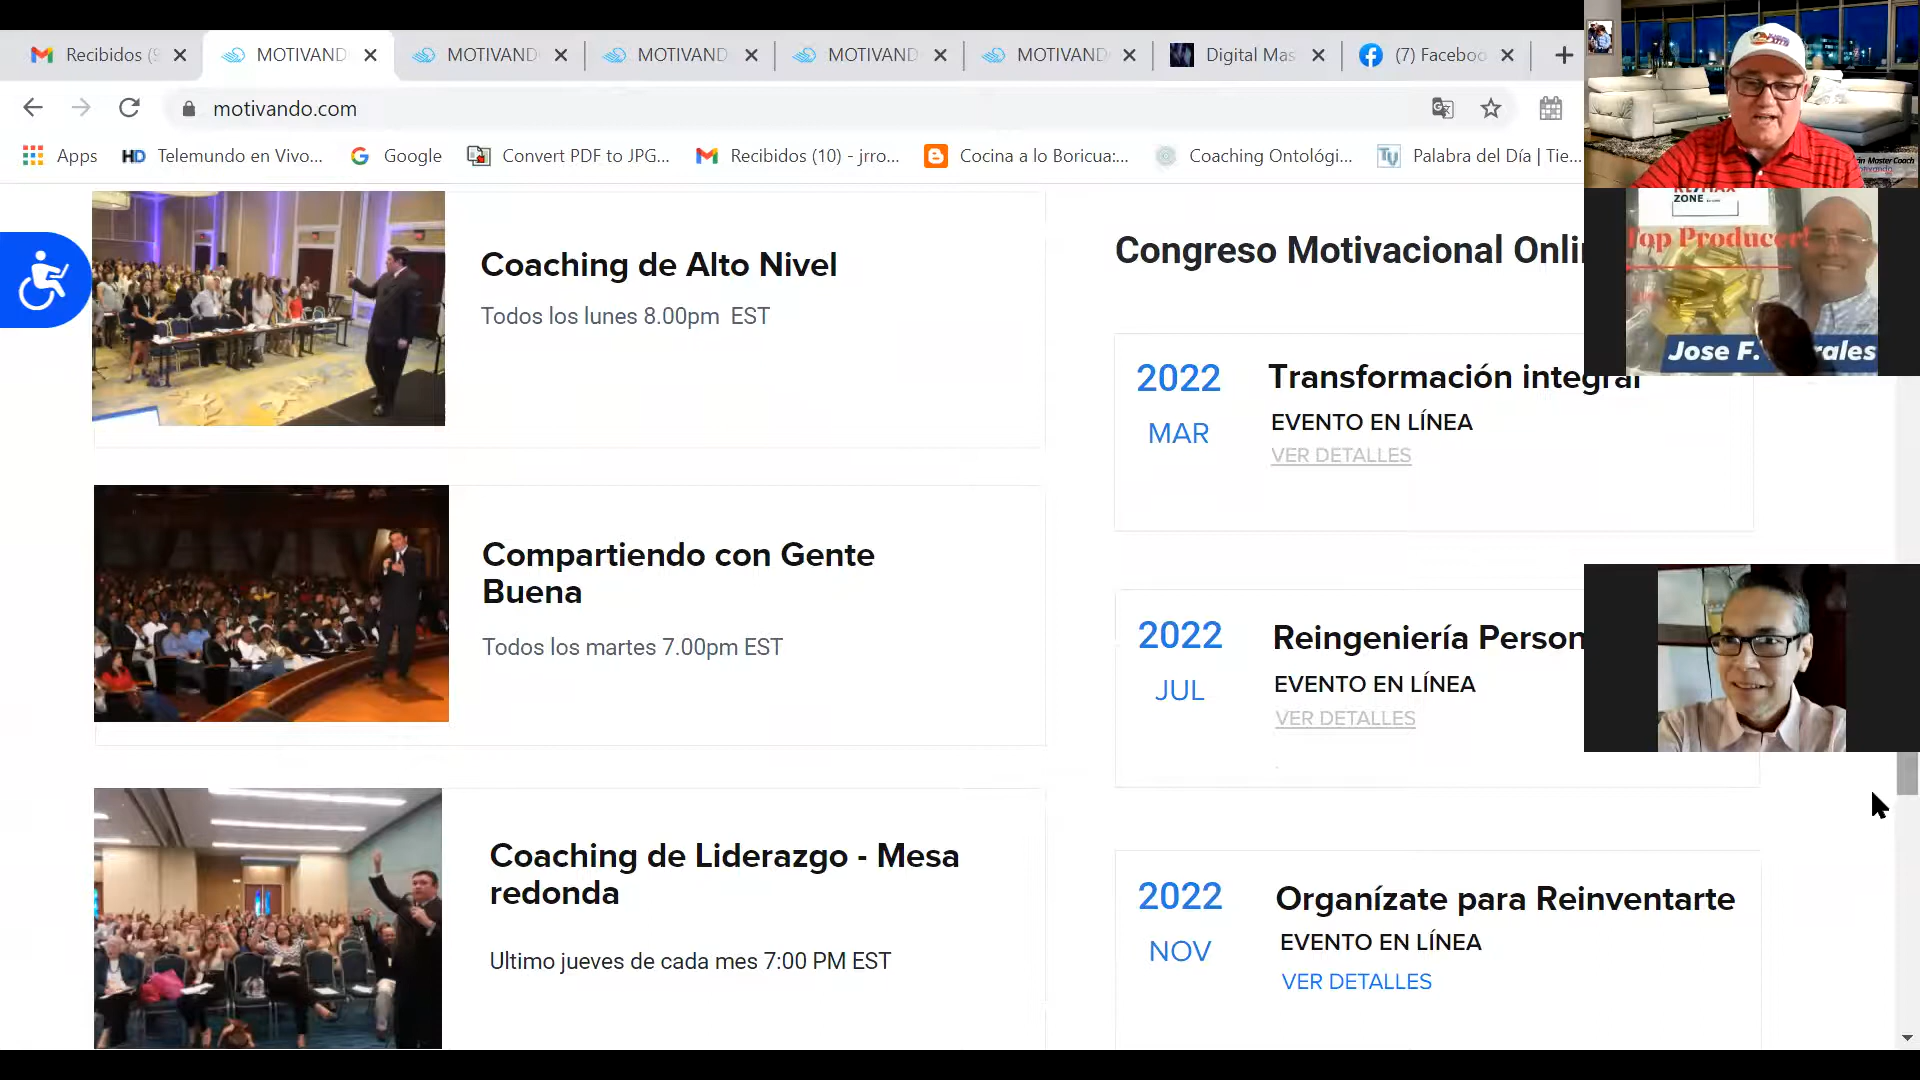 Recibidos (9
MOTIVAND
MOTIVAND
MOTIVAND
MOTIVAND
MOTIVAND
Digital Mas
(7) Faceboo
motivando.com
Apps
HD
Telemundo en Vivo...
Google
Convert PDF to JPG...
Recibidos (10) - jrro...
Cocina a lo Boricua:...
Coaching Ontológi...
Palabra del Día | Tie...
Coaching de Alto Nivel
Todos los lunes 8.00pm EST
Compartiendo con Gente
Buena
Todos los martes 7.00pm EST
Coaching de Liderazgo - Mesa
redonda
Ultimo jueves de cada mes 7:00 PM EST
Congreso Motivacional Onli
2022
MAR
Transformación integral
EVENTO EN LÍNEA
VER DETALLES
2022
JUL
Reingeniería Person
EVENTO EN LÍNEA
VER DETALLES
2022
NOV
Organízate para Reinventarte
EVENTO EN LÍNEA
VER DETALLES
Master Coach
ZONE
Top Producer!
Jose F. rales